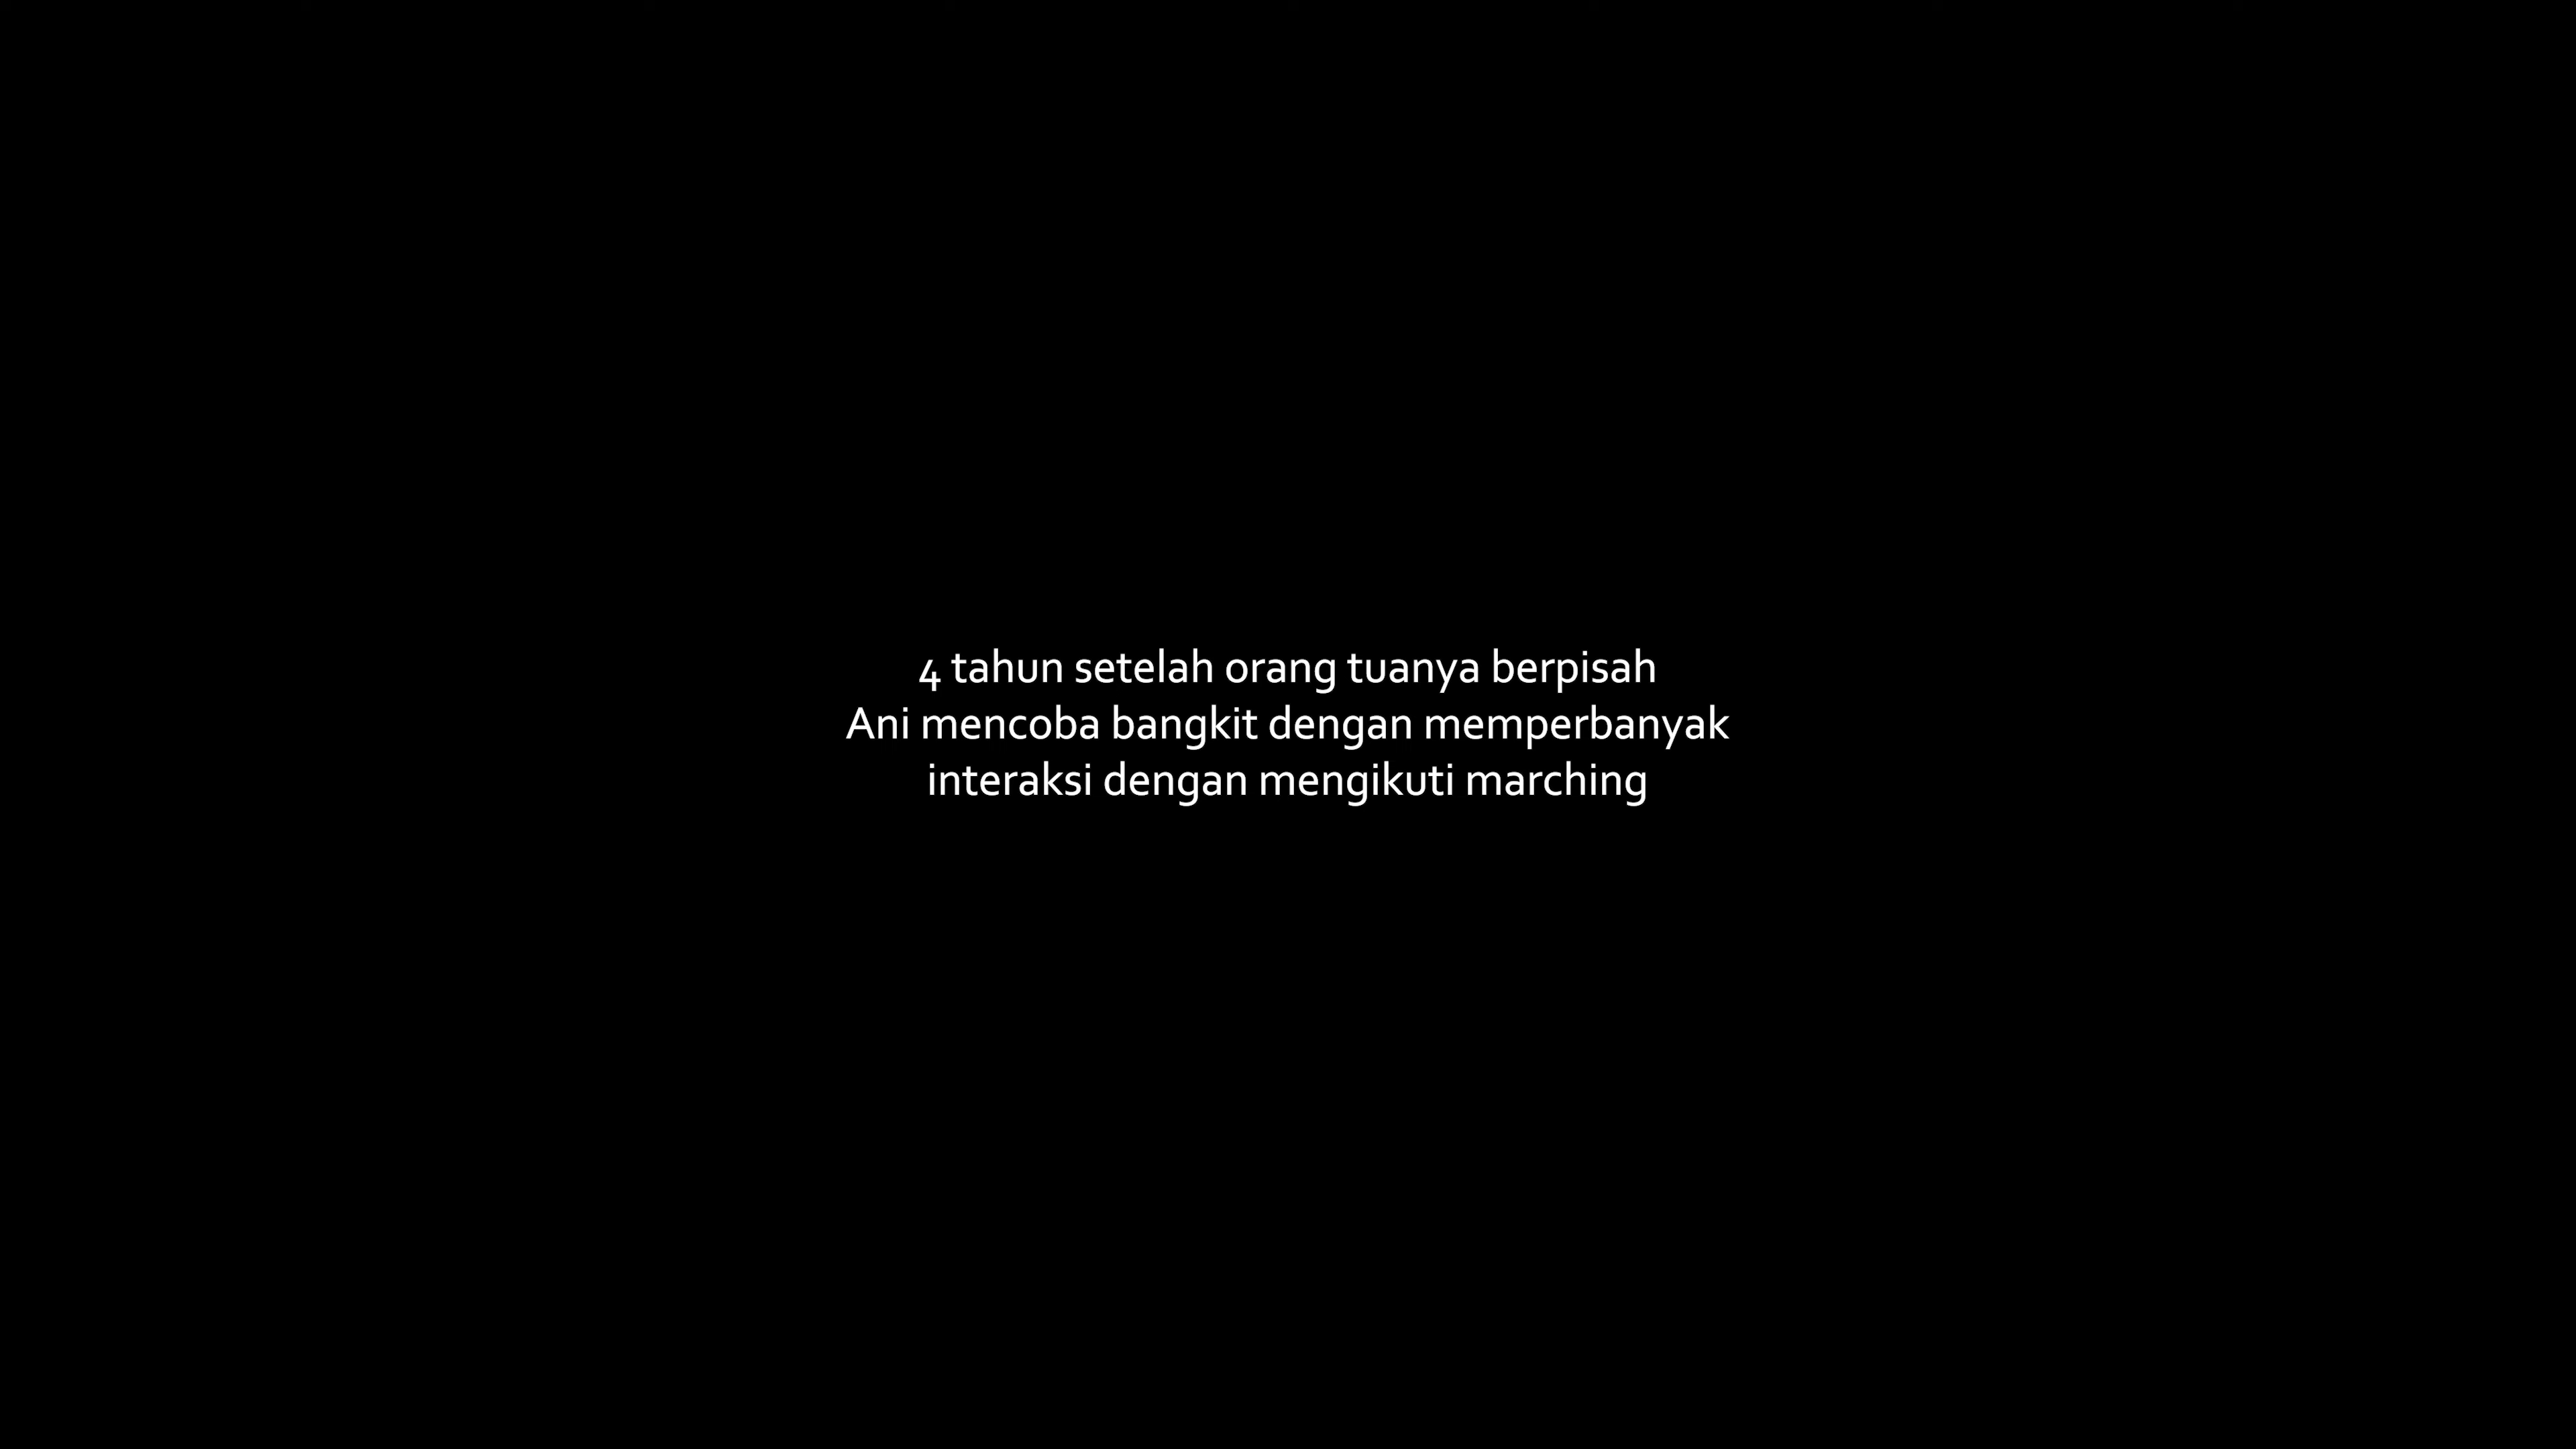 4 tahun setelah orang tuanya berpisah
Ani mencoba bangkit dengan memperbanyak
interaksi dengan mengikuti marching